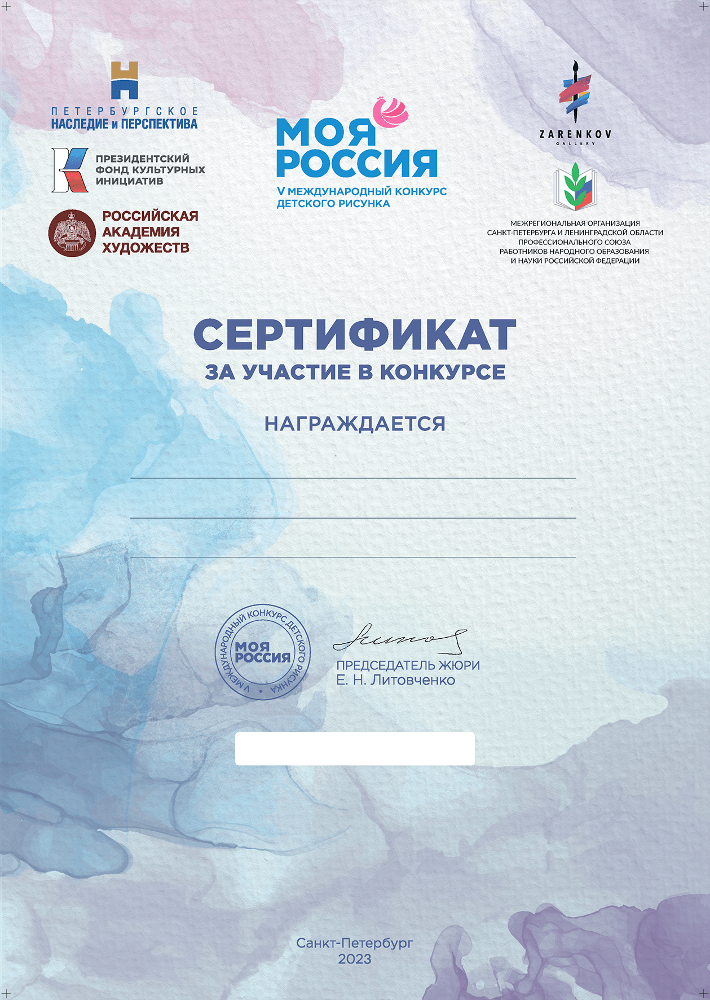 ПЕТЕРБУРГСКОЕ
НАСЛЕДИЕ и ПЕРСПЕКТИВА
ПРЕЗИДЕНТСКИЙ
ФОНД КУЛЬТУРНЫХ
ИНИЦИАТИВ
РОССИЙСКАЯ
АКАДЕМИЯ
ХУДОЖЕСТВ
МОЯ
РОССИЯ
V МЕЖДУНАРОДНЫЙ КОНКУРС
ДЕТСКОГО РИСУНКА
ZARENKOV
GALLERY
МЕЖРЕГИОНАЛЬНАЯ ОРГАНИЗАЦИЯ
САНКТ-ПЕТЕРБУРГА И ЛЕНИНГРАДСКОЙ ОБЛАСТИ
ПРОФЕССИОНАЛЬНОГО СОЮЗА
РАБОТНИКОВ НАРОДНОГО ОБРАЗОВАНИЯ
И НАУКИ РОССИЙСКОЙ ФЕДЕРАЦИИ
СЕРТИФИКАТ
ЗА УЧАСТИЕ В КОНКУРСЕ
НАГРАЖДАЕТСЯ
V МЕЖДУНАРОДНЫЙ КОНКУРС ДЕТСКОГО РИСУНКА •
МОЯ
РОССИЯ
ПРЕДСЕДАТЕЛЬ ЖЮРИ
Е. Н. Литовченко
Санкт-Петербург
2023